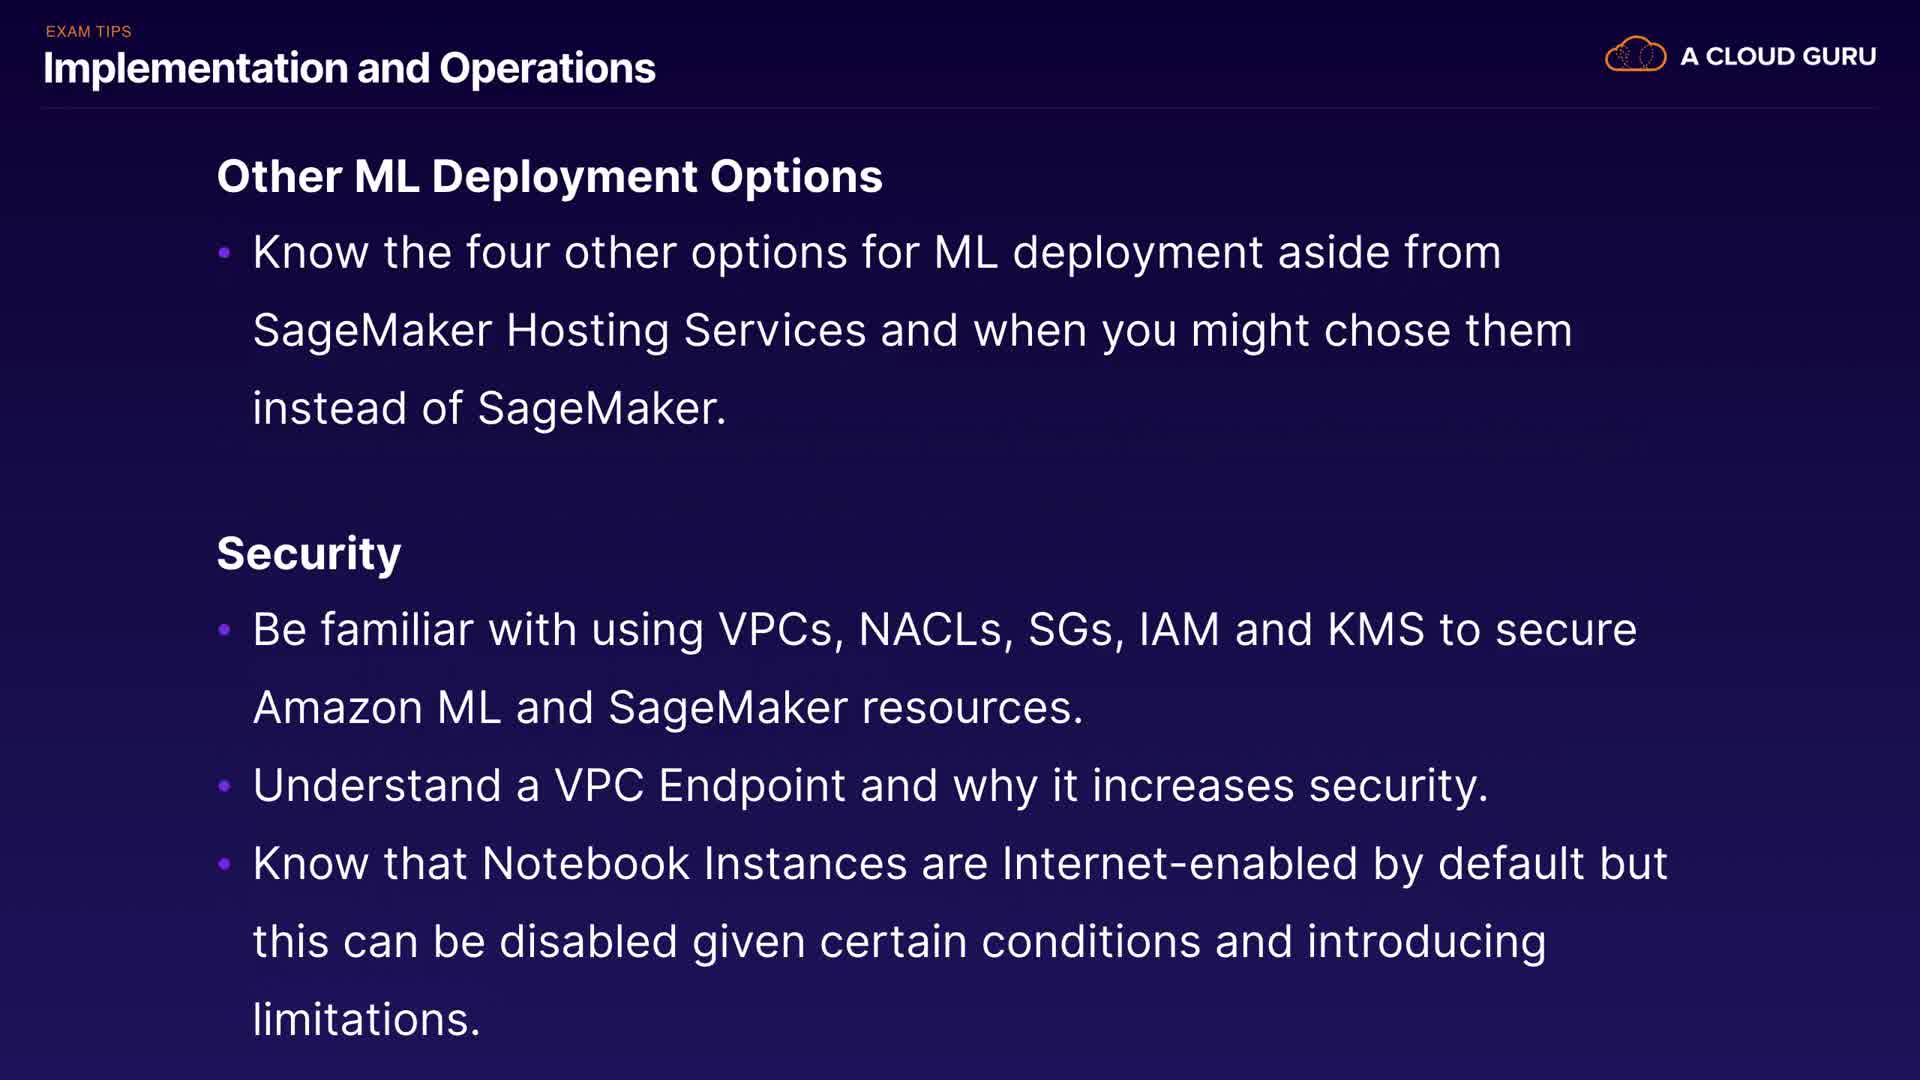 EXAM TIPS
Implementation and Operations
A CLOUD GURU
Other ML Deployment Options
• Know the four other options for ML deployment aside from
SageMaker Hosting Services and when you might chose them
instead of SageMaker.
Security
• Be familiar with using VPCs, NACLs, SGs, IAM and KMS to secure
Amazon ML and SageMaker resources.
• Understand a VPC Endpoint and why it increases security.
• Know that Notebook Instances are Internet-enabled by default but
this can be disabled given certain conditions and introducing
limitations.